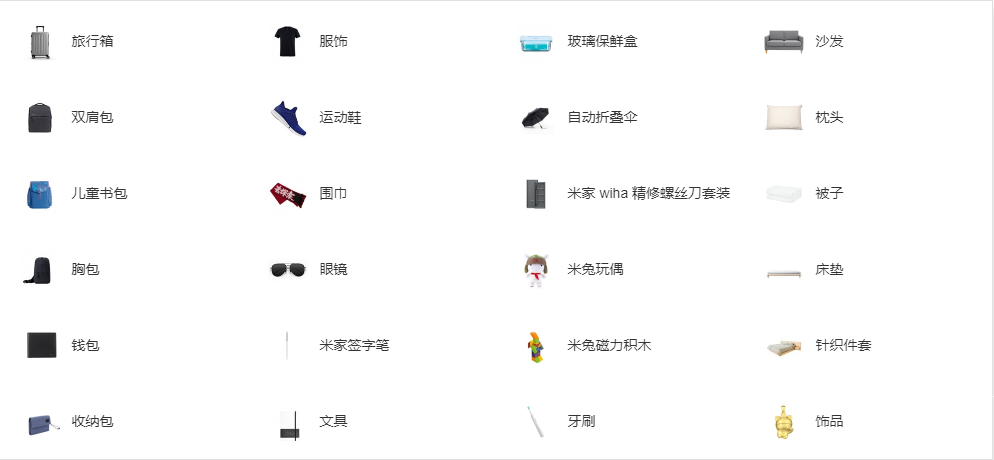 旅行箱
服饰
玻璃保鲜盒
沙发
双肩包
运动鞋
自动折叠伞
枕头
儿童书包
围巾
米家 wiha 精修螺丝刀套装
被子
胸包
眼镜
米兔玩偶
床垫
钱包
米家签字笔
米兔磁力积木
针织件套
收纳包
文具
牙刷
饰品